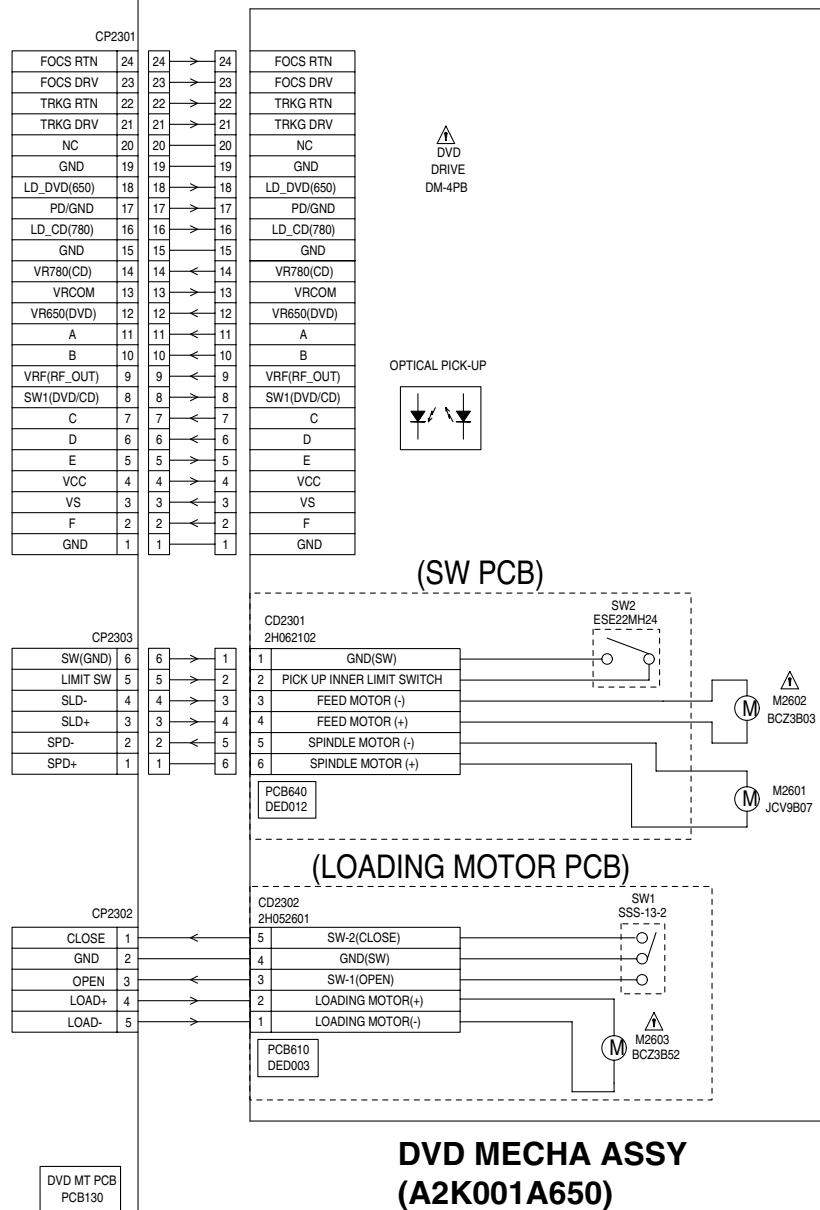 CP2301
FOCS RTN 24 24 24 FOCS RTN
FOCS DRV 23 23 23 FOCS DRV
TRKG RTN 22 22 22 TRKG RTN
TRKG DRV 21 21 21 TRKG DRV
NC 20 20 20 NC
GND 19 19 19 GND
LD_DVD(650) 18 18 18 LD_DVD(650)
PD/GND 17 17 17 PD/GND
LD_CD(780) 16 16 16 LD_CD(780)
GND 15 15 15 GND
VR780(CD) 14 14 14 VR780(CD)
VRCOM 13 13 13 VRCOM
VR650(DVD) 12 12 12 VR650(DVD)
A 11 11 11 A
B 10 10 10 B
VRF(RF_OUT) 9 9 9 VRF(RF_OUT)
SW1(DVD/CD) 8 8 8 SW1(DVD/CD)
C 7 7 7 C
D 6 6 6 D
E 5 5 5 E
VCC 4 4 4 VCC
VS 3 3 3 VS
F 2 2 2 F
GND 1 1 1 GND
DVD
DRIVE
DM-4PB
OPTICAL PICK-UP
(SW PCB)
CP2303
SW(GND) 6 6 1
LIMIT SW 5 5 2
SLD- 4 4 3
SLD+ 3 3 4
SPD- 2 2 5
SPD+ 1 1 6
CD2301
2H062102
1 GND(SW)
2 PICK UP INNER LIMIT SWITCH
3 FEED MOTOR (-)
4 FEED MOTOR (+)
5 SPINDLE MOTOR (-)
6 SPINDLE MOTOR (+)
PCB640
DED012
SW2
ESE22MH24
M
M2602
BCZ3B03
M
M2601
JCV9B07
(LOADING MOTOR PCB)
CP2302
CLOSE 1
GND 2
OPEN 3
LOAD+ 4
LOAD- 5
CD2302
2H052601
5 SW-2(CLOSE)
4 GND(SW)
3 SW-1(OPEN)
2 LOADING MOTOR(+)
1 LOADING MOTOR(-)
PCB610
DED003
SW1
SSS-13-2
M
M2603
BCZ3B52
DVD MECHA ASSY
(A2K001A650)
DVD MT PCB
PCB130